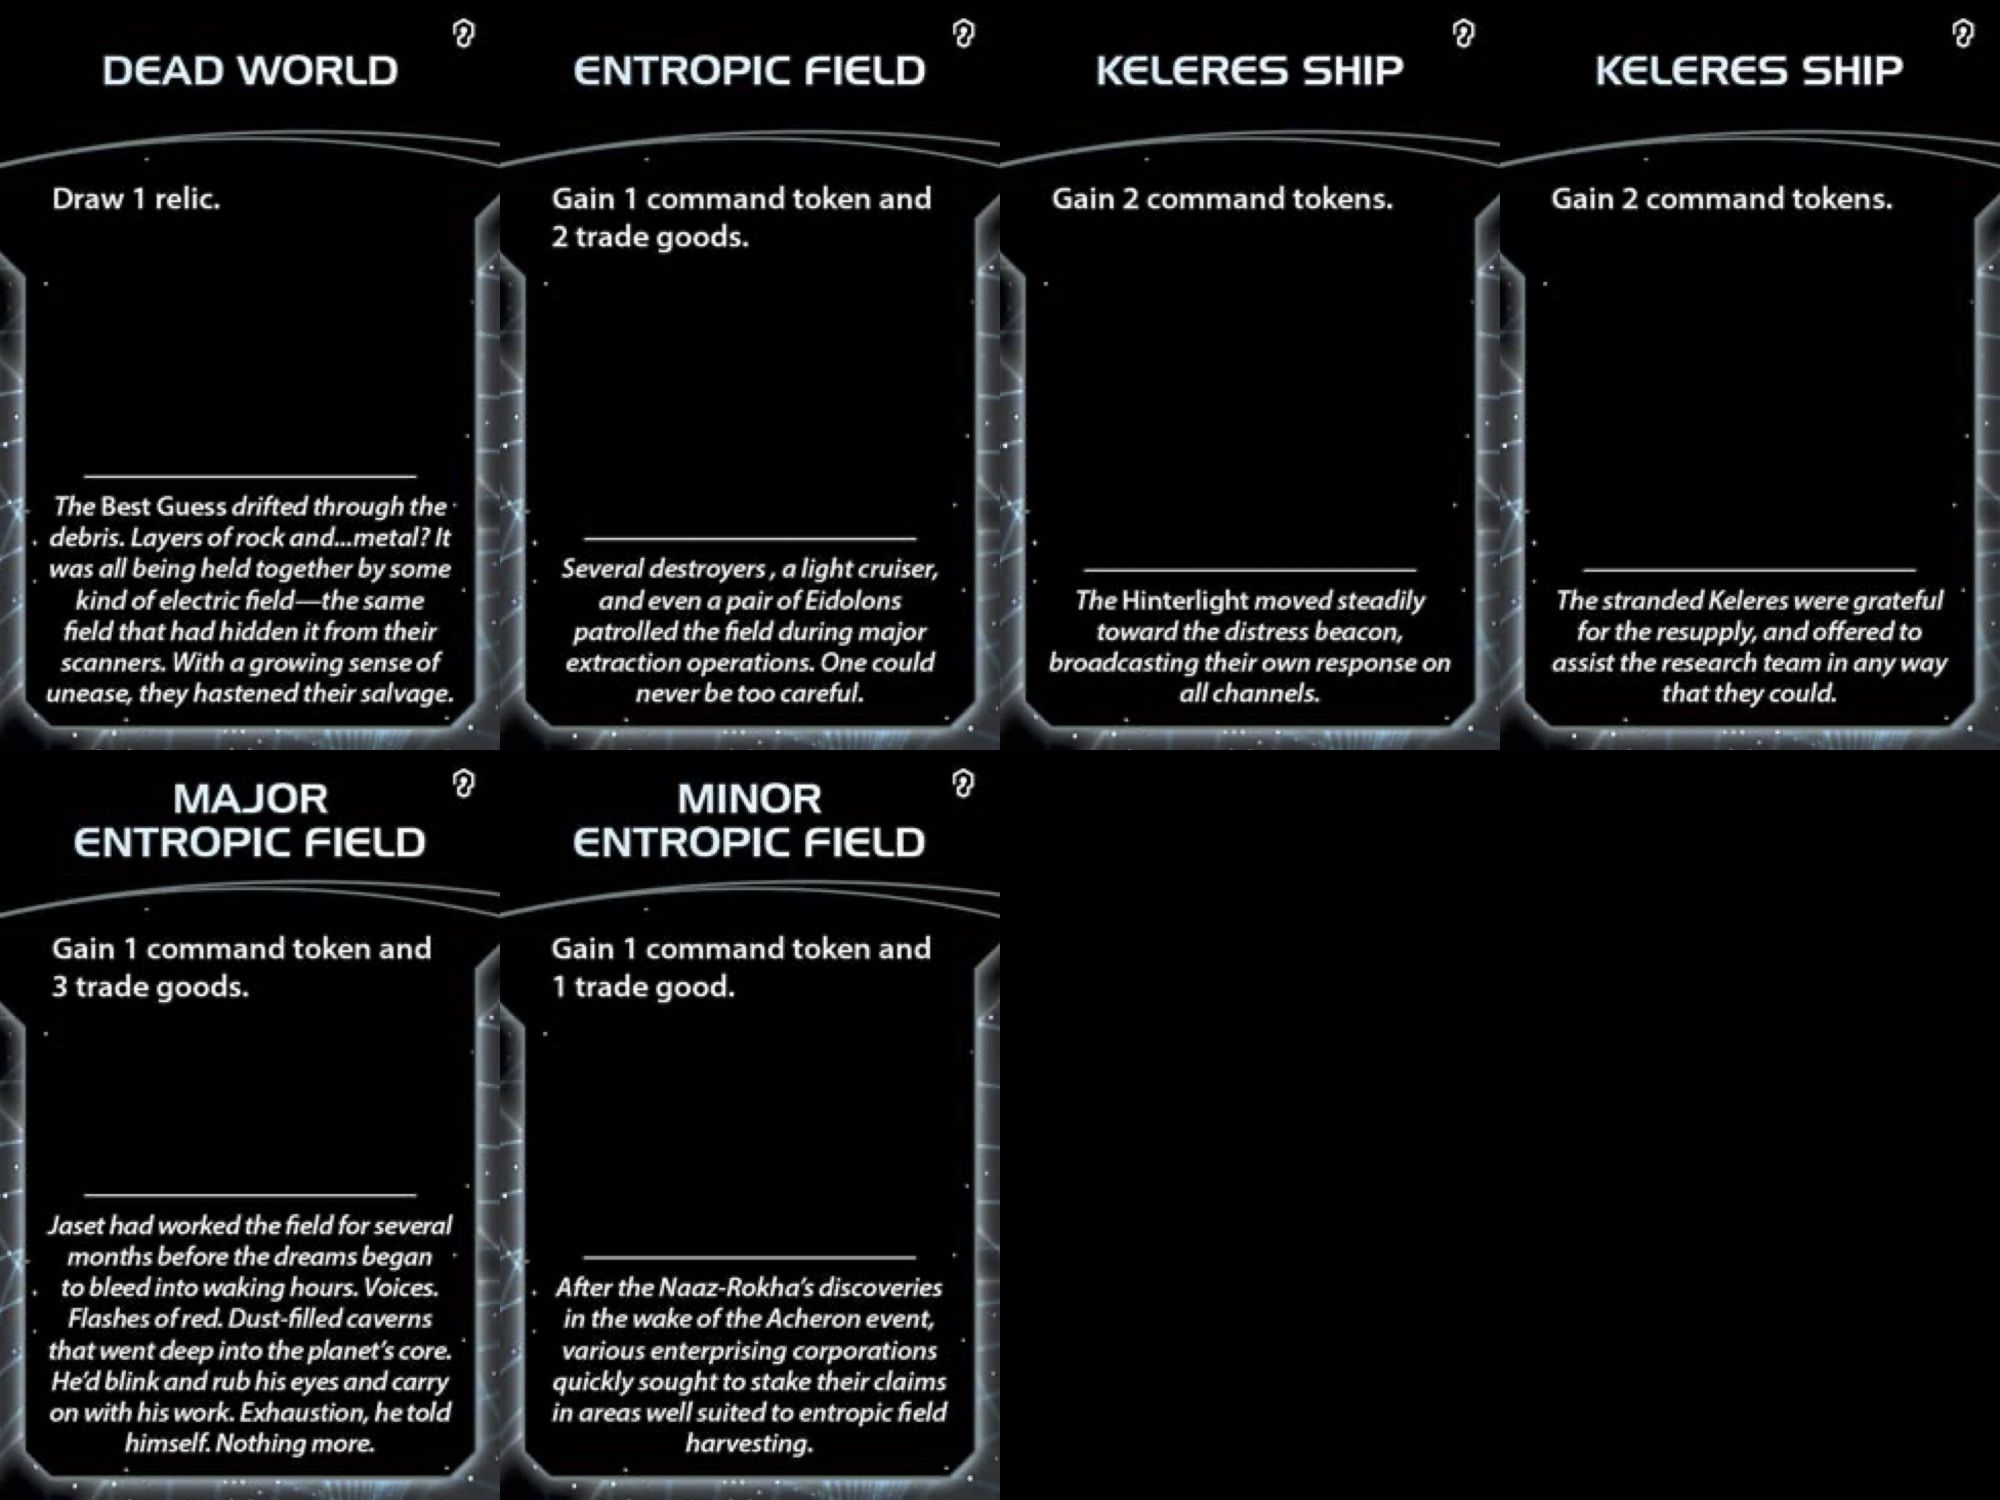 DEAD WORLD
Draw 1 relic.
The Best Guess drifted through the
debris. Layers of rock and...metal? It
was all being held together by some
kind of electric field—the same
field that had hidden it from their
scanners. With a growing sense of
unease, they hastened their salvage.
ENTROPIC FIELD
Gain 1 command token and
2 trade goods.
Several destroyers , a light cruiser,
and even a pair of Eidolons
patrolled the field during major
extraction operations. One could
never be too careful.
KELERES SHIP
Gain 2 command tokens.
The Hinterlight moved steadily
toward the distress beacon,
broadcasting their own response on
all channels.
KELERES SHIP
Gain 2 command tokens.
The stranded Keleres were grateful
for the resupply, and offered to
assist the research team in any way
that they could.
MAJOR
ENTROPIC FIELD
Gain 1 command token and
3 trade goods.
Jaset had worked the field for several
months before the dreams began
to bleed into waking hours. Voices.
Flashes of red. Dust-filled caverns
that went deep into the planet's core.
He'd blink and rub his eyes and carry
on with his work. Exhaustion, he told
himself. Nothing more.
MINOR
ENTROPIC FIELD
Gain 1 command token and
1 trade good.
After the Naaz-Rokha's discoveries
in the wake of the Acheron event,
various enterprising corporations
quickly sought to stake their claims
in areas well suited to entropic field
harvesting.